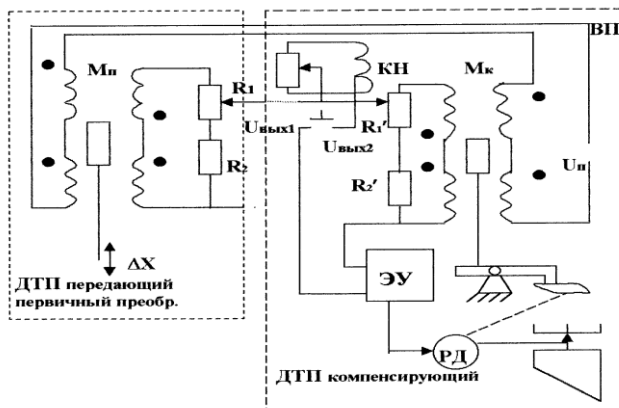 ВП
Мп
R1
R2
ΔX
ДТП передающий
первичный преобр.
КН
Uвых1
Uвых2
R1′
R2′
Мк
Uп
ЭУ
РД
ДТП компенсирующий